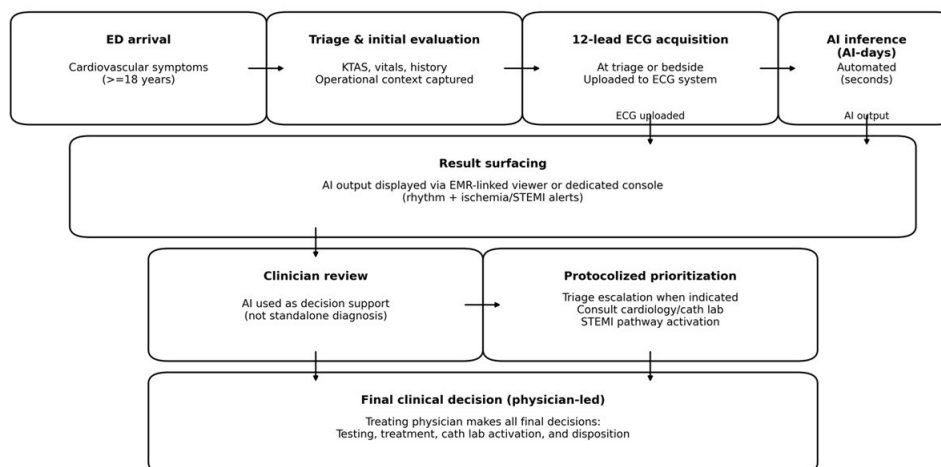 ED arrival
Cardiovascular symptoms
(>=18 years)
Triage & initial evaluation
KTAS, vitals, history
Operational context captured
12-lead ECG acquisition
At triage or bedside
Uploaded to ECG system
ECG uploaded
AI inference
(AI-days)
Automated
(seconds)
AI output
Result surfacing
AI output displayed via EMR-linked viewer or dedicated console
(rhythm + ischemia/STEMI alerts)
Clinician review
AI used as decision support
(not standalone diagnosis)
Protocolized prioritization
Triage escalation when indicated
Consult cardiology/cath lab
STEMI pathway activation
Final clinical decision (physician-led)
Treating physician makes all final decisions:
Testing, treatment, cath lab activation, and disposition